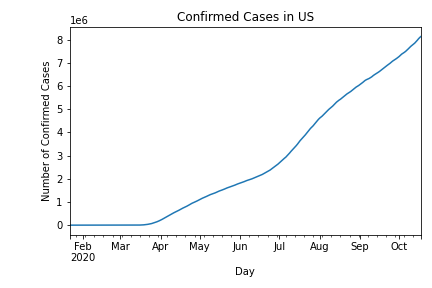 Confirmed Cases in US
1e6
8
7
6
5
4
3
2
1
0
Number of Confirmed Cases
Feb Mar Apr May Jun Jul Aug Sep Oct
2020
Day